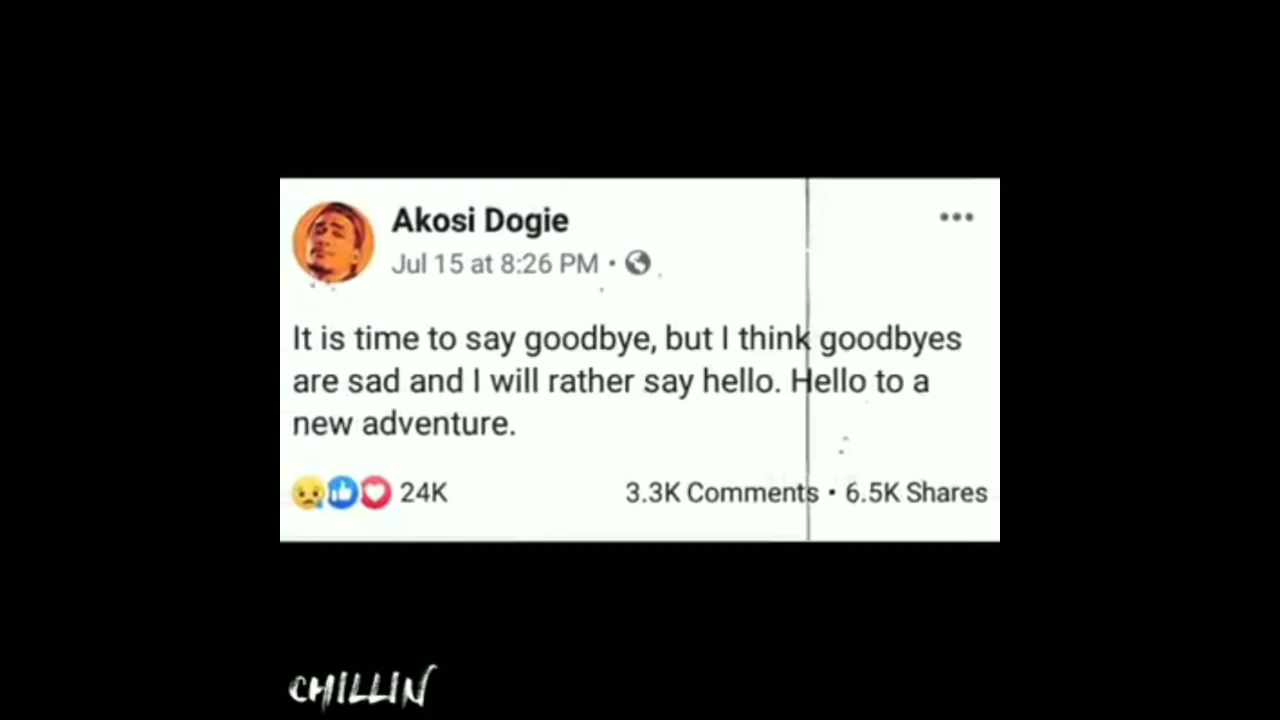 Akosi Dogie
Jul 15 at 8:26 PM •
It is time to say goodbye, but I think goodbyes
are sad and I will rather say hello. Hello to a
new adventure.
24K 3.3K Comments • 6.5K Shares
CHILLIN